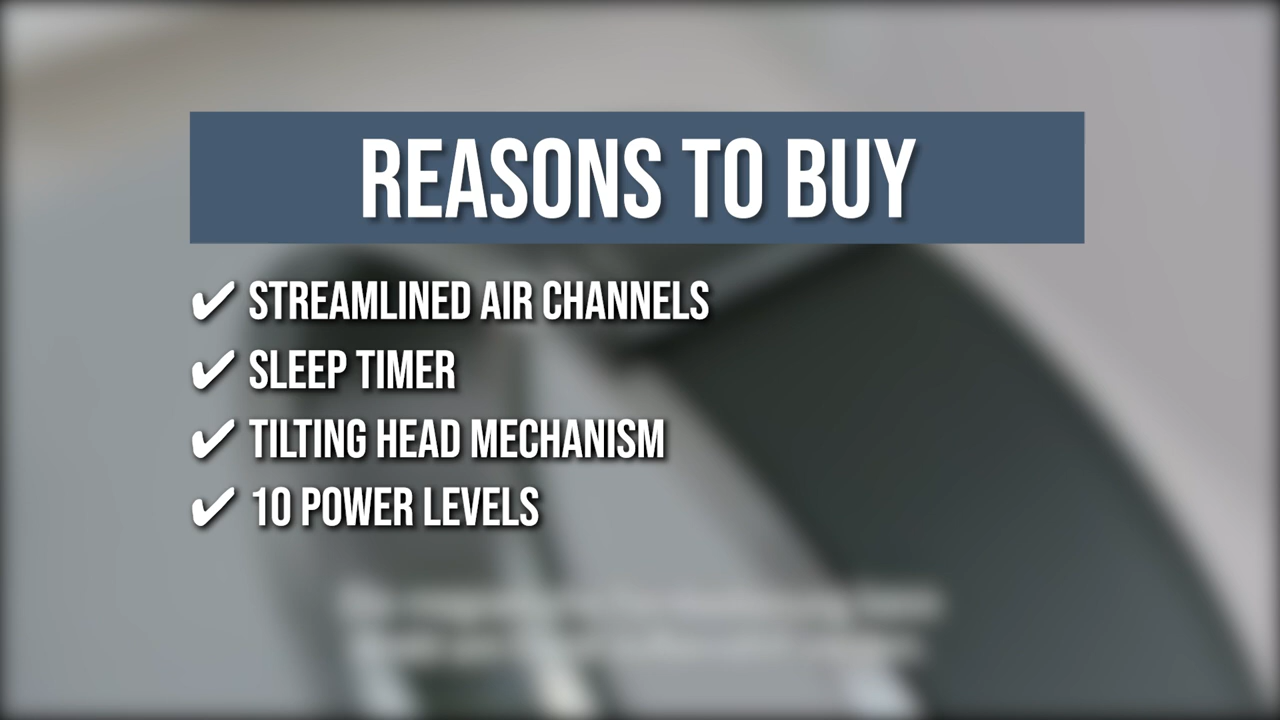 REASONS TO BUY
✔ STREAMLINED AIR CHANNELS
✔ SLEEP TIMER
✔ TILTING HEAD MECHANISM
✔ 10 POWER LEVELS